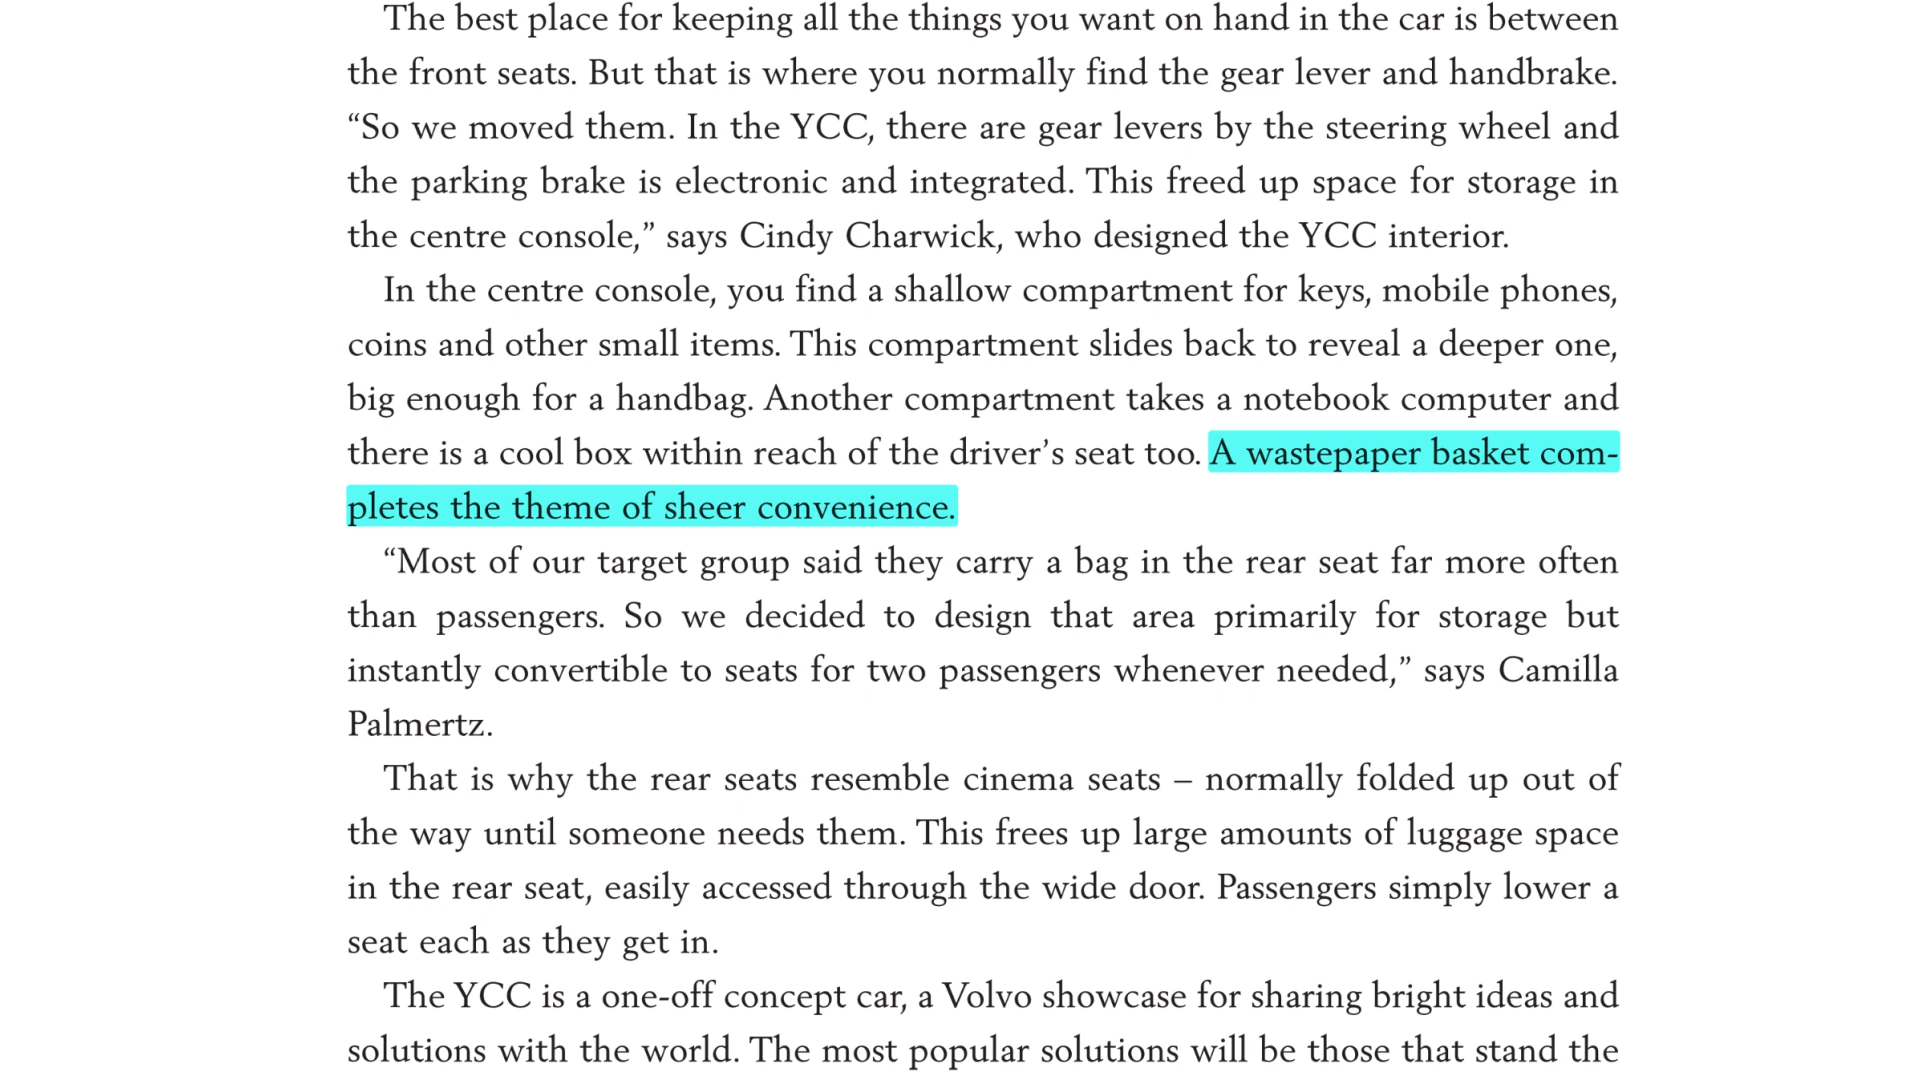 The best place for keeping all the things you want on hand in the car is between
the front seats. But that is where you normally find the gear lever and handbrake.
“So we moved them. In the YCC, there are gear levers by the steering wheel and
the parking brake is electronic and integrated. This freed up space for storage in
the centre console,” says Cindy Charwick, who designed the YCC interior.
In the centre console, you find a shallow compartment for keys, mobile phones,
coins and other small items. This compartment slides back to reveal a deeper one,
big enough for a handbag. Another compartment takes a notebook computer and
there is a cool box within reach of the driver’s seat too. A wastepaper basket com-
pletes the theme of sheer convenience.
“Most of our target group said they carry a bag in the rear seat far more often
than passengers. So we decided to design that area primarily for storage but
instantly convertible to seats for two passengers whenever needed,” says Camilla
Palmertz.
That is why the rear seats resemble cinema seats – normally folded up out of
the way until someone needs them. This frees up large amounts of luggage space
in the rear seat, easily accessed through the wide door. Passengers simply lower a
seat each as they get in.
The YCC is a one-off concept car, a Volvo showcase for sharing bright ideas and
solutions with the world. The most popular solutions will be those that stand the